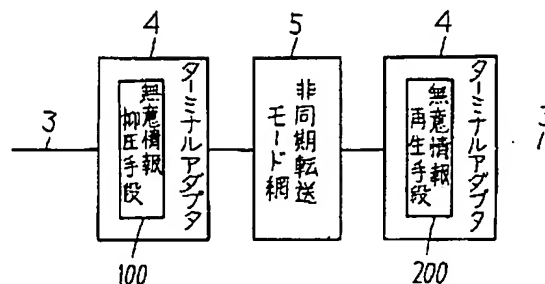 4
5
4
3
ターミナルアダプタ
無意情報
抑圧手段
非同期転送
モード網
ターミナルアダプタ
無意情報
再生手段
100
200